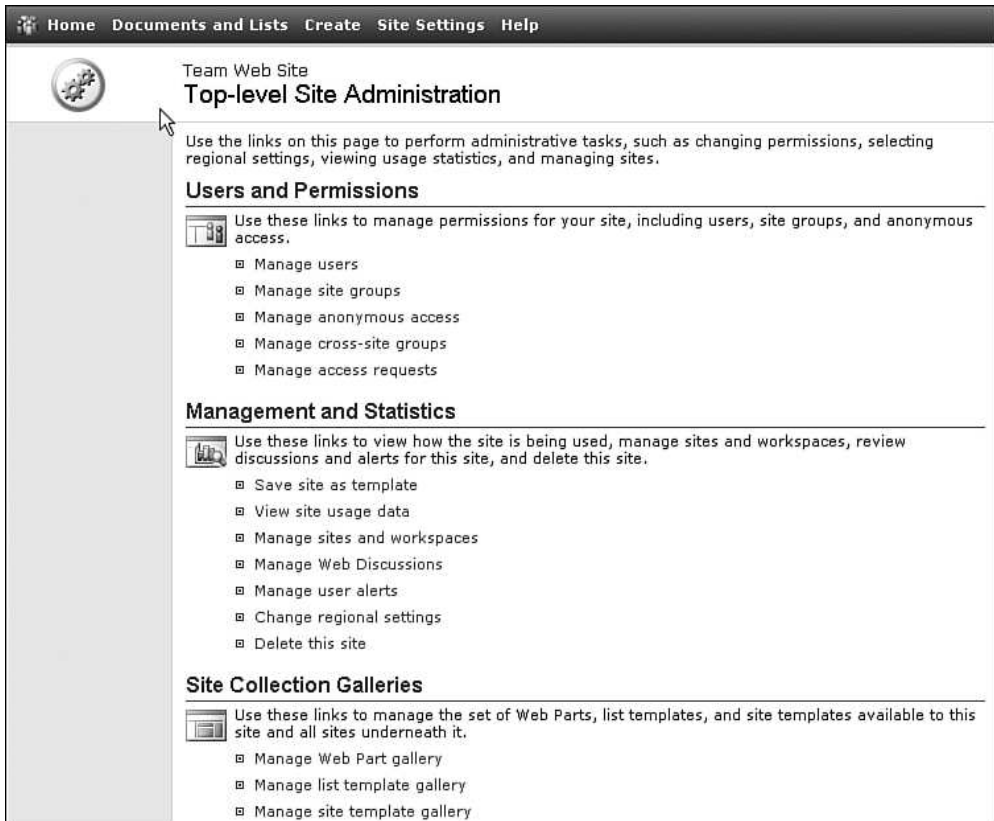 Home Documents and Lists Create Site Settings Help
Team Web Site
Top-level Site Administration
Use the links on this page to perform administrative tasks, such as changing permissions, selecting
regional settings, viewing usage statistics, and managing sites.
Users and Permissions
Use these links to manage permissions for your site, including users, site groups, and anonymous
access.
Manage users
Manage site groups
Manage anonymous access
Manage cross-site groups
Manage access requests
Management and Statistics
Use these links to view how the site is being used, manage sites and workspaces, review
discussions and alerts for this site, and delete this site.
Save site as template
View site usage data
Manage sites and workspaces
Manage Web Discussions
Manage user alerts
Change regional settings
Delete this site
Site Collection Galleries
Use these links to manage the set of Web Parts, list templates, and site templates available to this
site and all sites underneath it.
Manage Web Part gallery
Manage list template gallery
Manage site template gallery